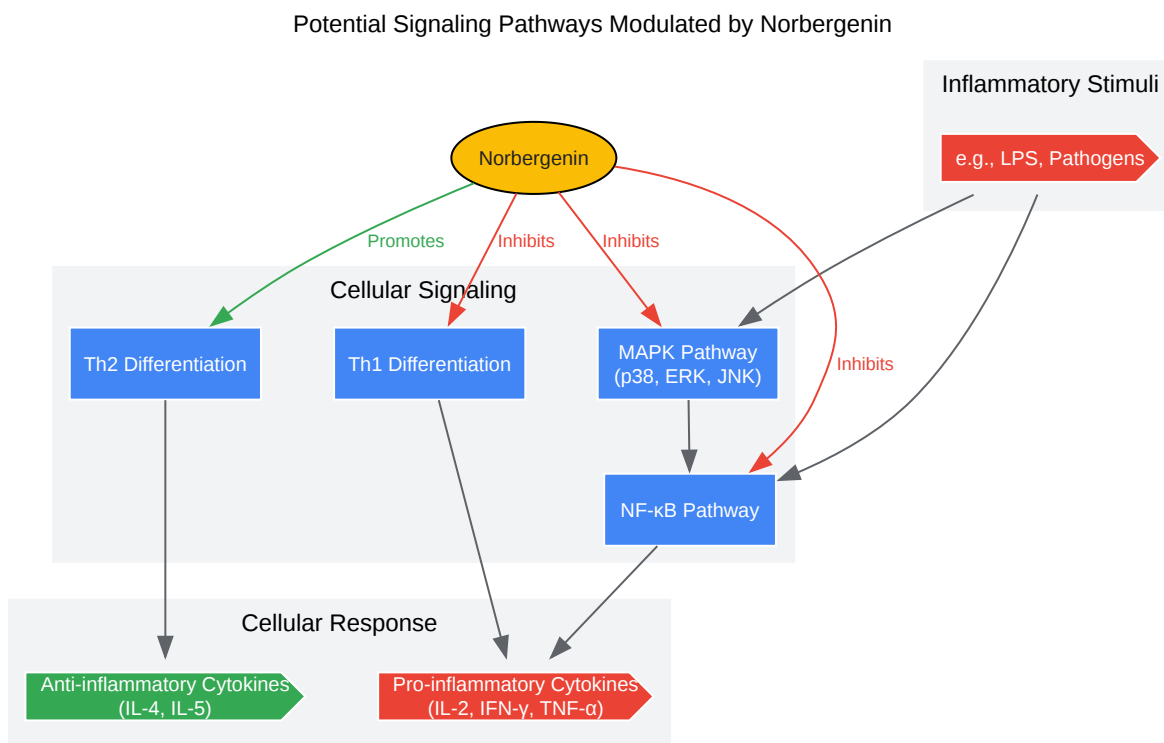 Potential Signaling Pathways Modulated by Norbergenin
Inflammatory Stimuli
e.g., LPS, Pathogens
Norbergenin
Promotes
Inhibits
Inhibits
Inhibits
Cellular Signaling
Th2 Differentiation
Th1 Differentiation
MAPK Pathway
(p38, ERK, JNK)
NF-κB Pathway
Cellular Response
Anti-inflammatory Cytokines
(IL-4, IL-5)
Pro-inflammatory Cytokines
(IL-2, IFN-γ, TNF-α)